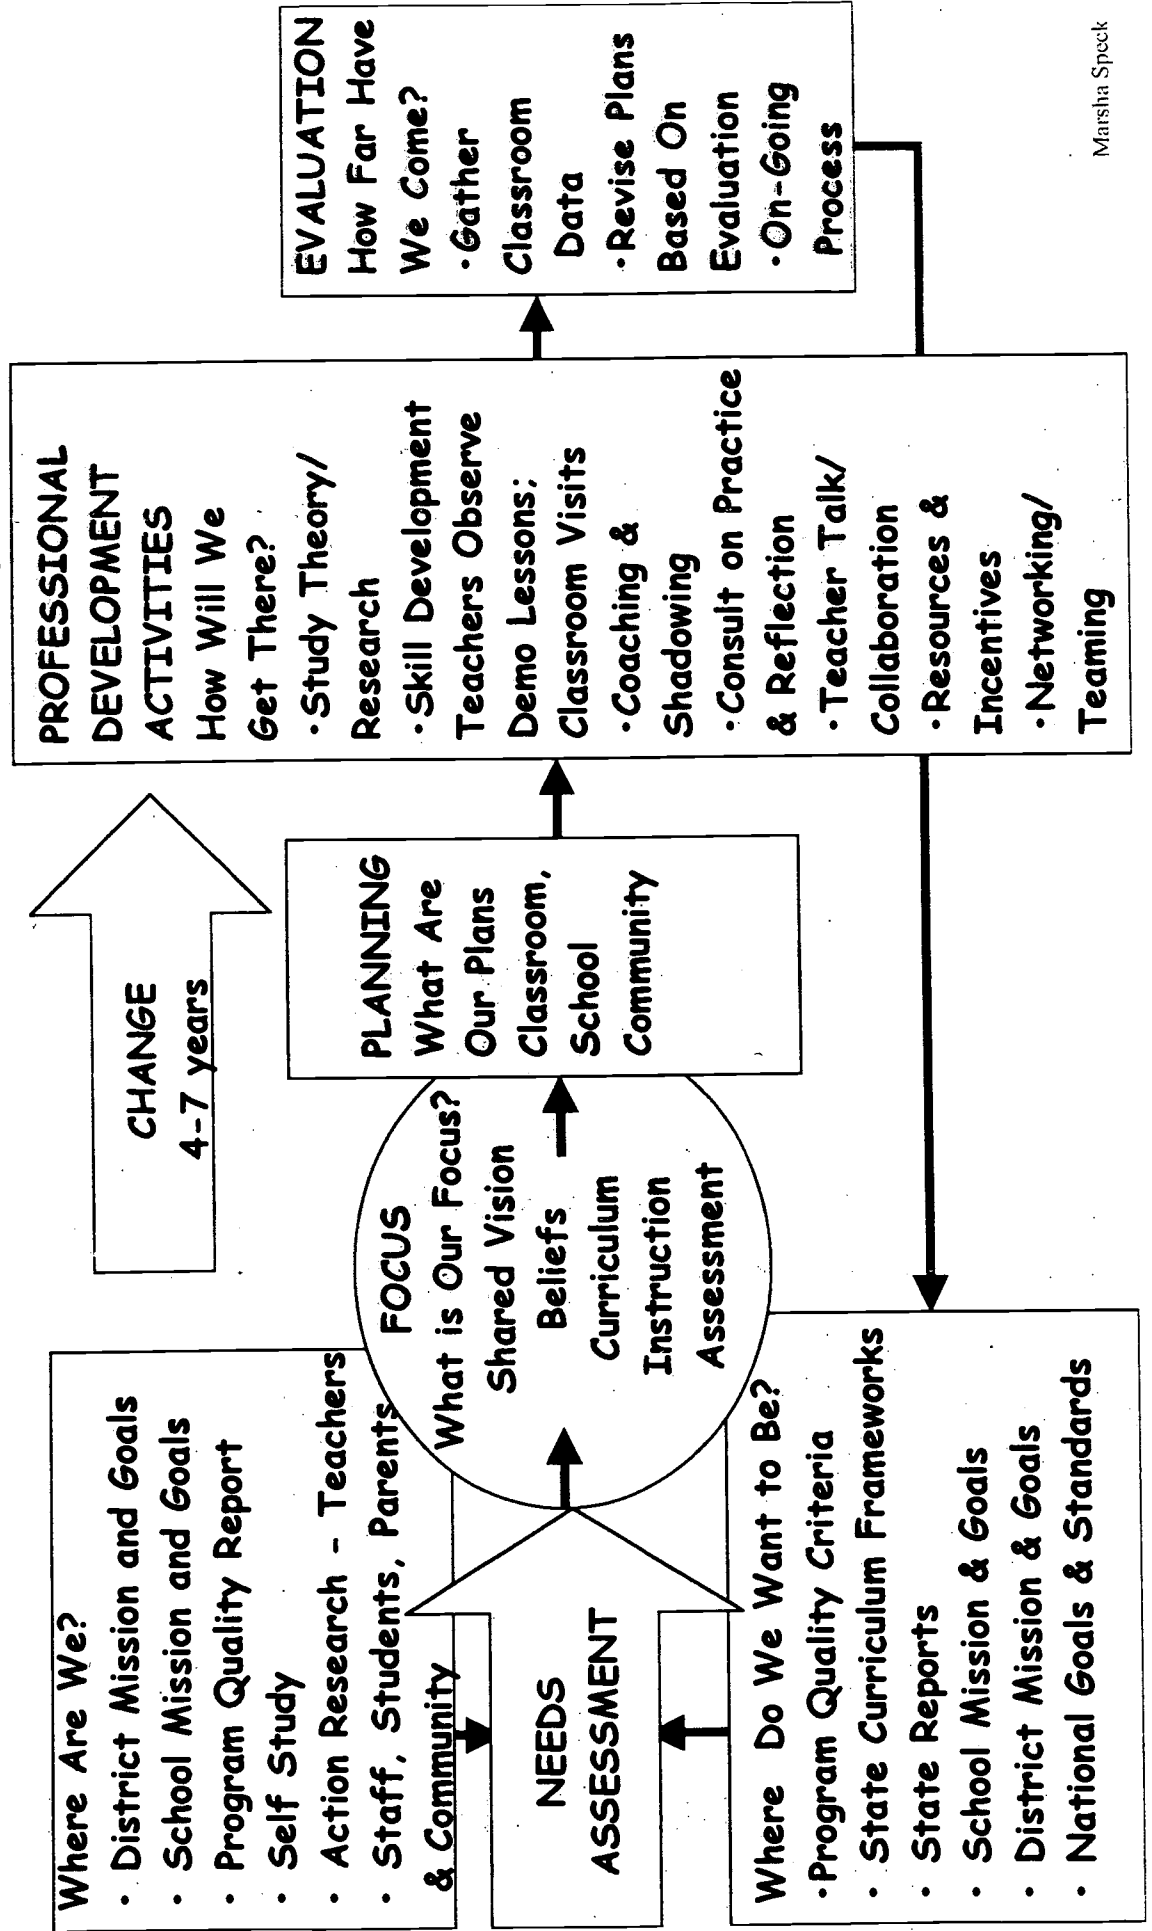 Where Are We?
• District Mission and Goals
• School Mission and Goals
• Program Quality Report
• Self Study
• Action Research - Teachers
• Staff, Students, Parents
& Community
NEEDS
ASSESSMENT
Where Do We Want to Be?
•Program Quality Criteria
• State Curriculum Frameworks
• State Reports
• School Mission & Goals
• District Mission & Goals
• National Goals & Standards
CHANGE
4-7 years
FOCUS
What is Our Focus?
Shared Vision
Beliefs
Curriculum
Instruction
Assessment
PLANNING
What Are
Our Plans
Classroom,
School
Community
PROFESSIONAL
DEVELOPMENT
ACTIVITIES
How Will We
Get There?
•Study Theory/
Research
•Skill Development
Teachers Observe
Demo Lessons;
Classroom Visits
•Coaching &
Shadowing
•Consult on Practice
& Reflection
•Teacher Talk/
Collaboration
•Resources &
Incentives
•Networking/
Teaming
EVALUATION
How Far Have
We Come?
•Gather
Classroom
Data
•Revise Plans
Based On
Evaluation
•On-Going
Process
Marsha Speck